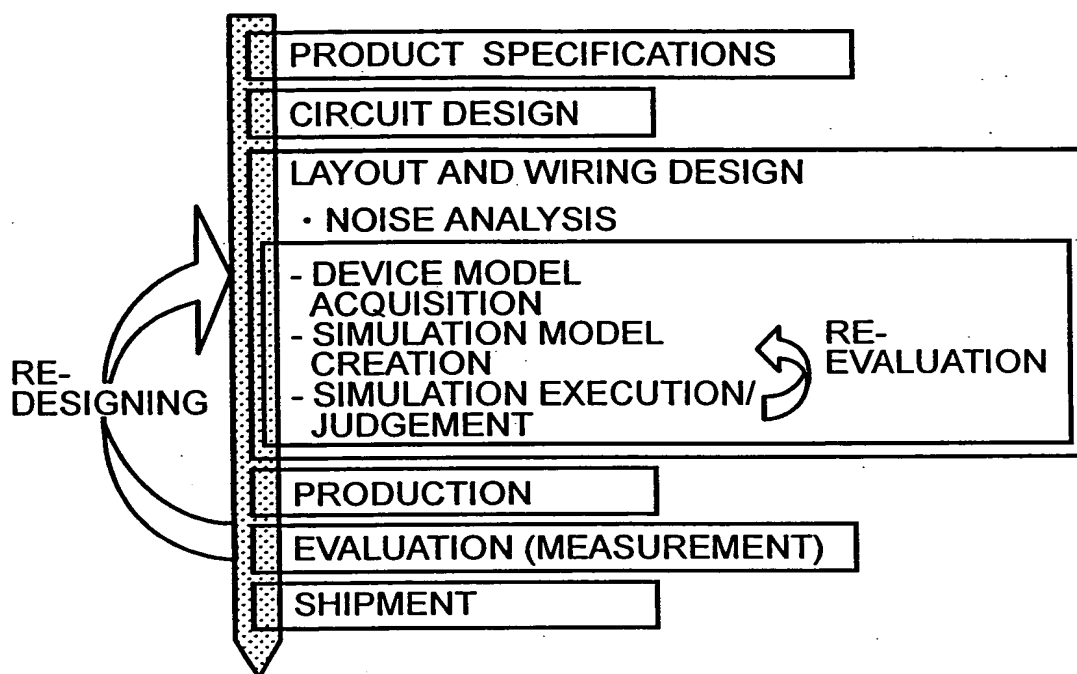 PRODUCT SPECIFICATIONS
CIRCUIT DESIGN
LAYOUT AND WIRING DESIGN
· NOISE ANALYSIS
- DEVICE MODEL
ACQUISITION
- SIMULATION MODEL
CREATION
- SIMULATION EXECUTION/
JUDGEMENT
RE-
EVALUATION
RE-
DESIGNING
PRODUCTION
EVALUATION (MEASUREMENT)
SHIPMENT